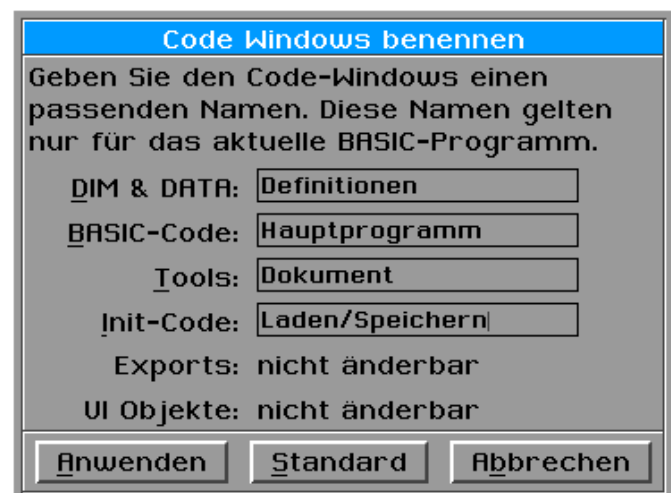 Code Windows benennen
Geben Sie den Code-Windows einen
passenden Namen. Diese Namen gelten
nur für das aktuelle BASIC-Programm.
DIM & DATA: Definitionen
BASIC-Code: Hauptprogramm
Tools: Dokument
Init-Code: Laden/Speichern
Exports: nicht änderbar
UI Objekte: nicht änderbar
Anwenden Standard Abbrechen